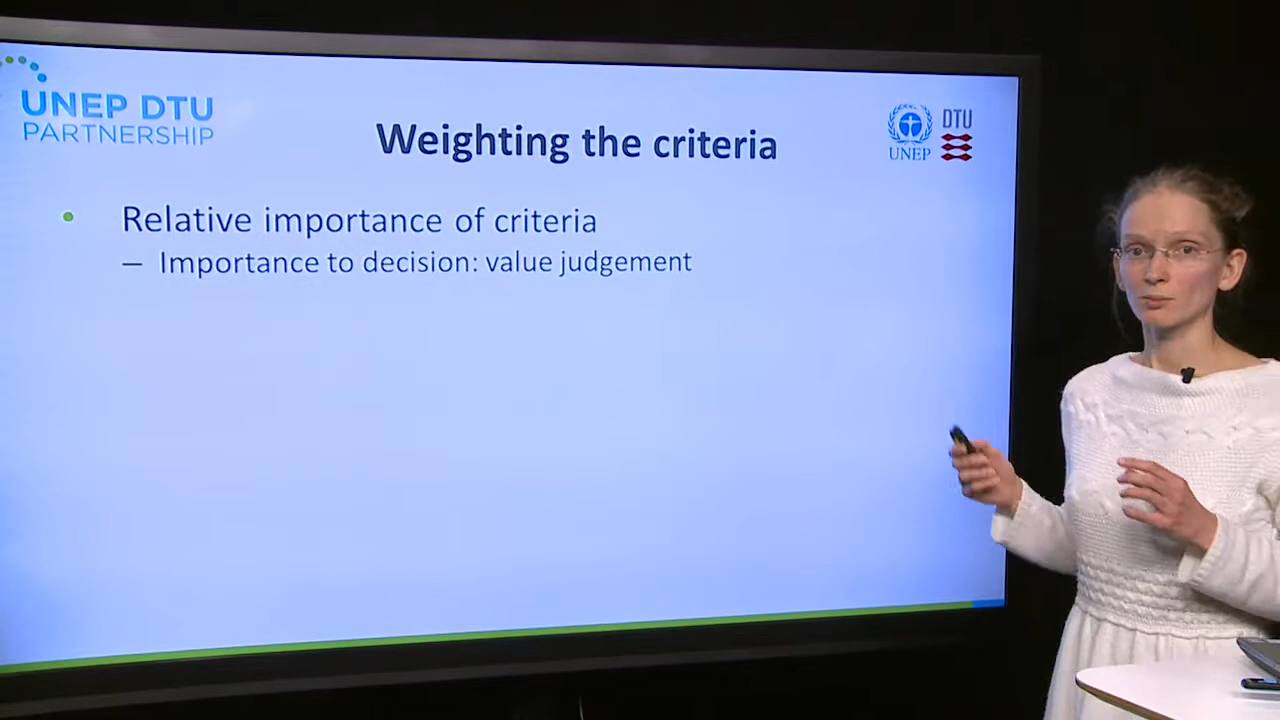 UNEP DTU
PARTNERSHIP
Weighting the criteria
UNEP
DTU
• Relative importance of criteria
– Importance to decision: value judgement